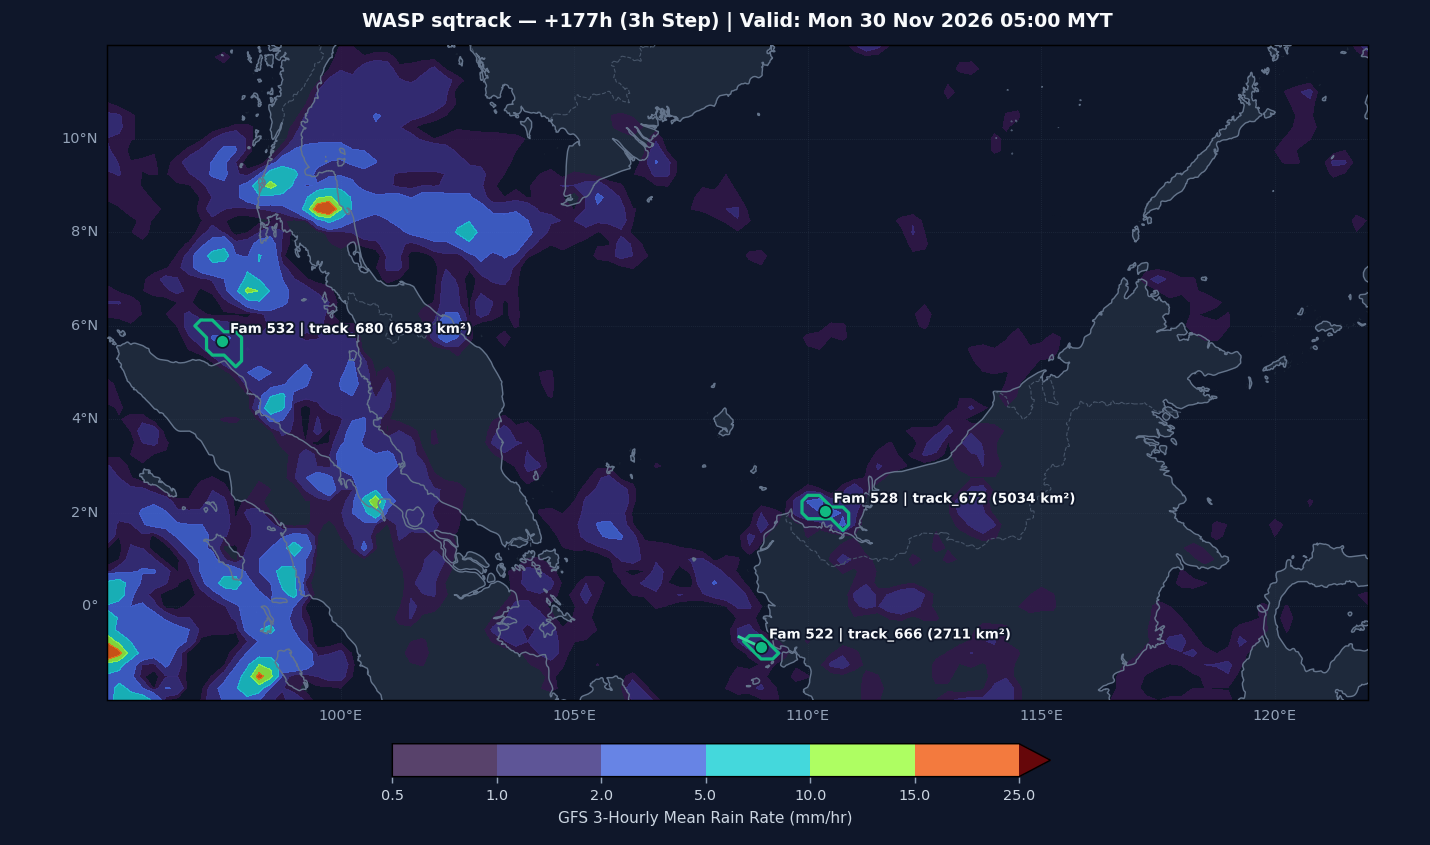 WASP sqtrack — +177h (3h Step) | Valid: Mon 30 Nov 2026 05:00 MYT
10°N
8°N
6°N
4°N
2°N
0°
Fam 532 | track_680 (6583 km²)
Fam 528 | track_672 (5034 km²)
Fam 522 | track_666 (2711 km²)
100°E
105°E
110°E
115°E
120°E
0.5
1.0
2.0
5.0
10.0
15.0
25.0
GFS 3-Hourly Mean Rain Rate (mm/hr)